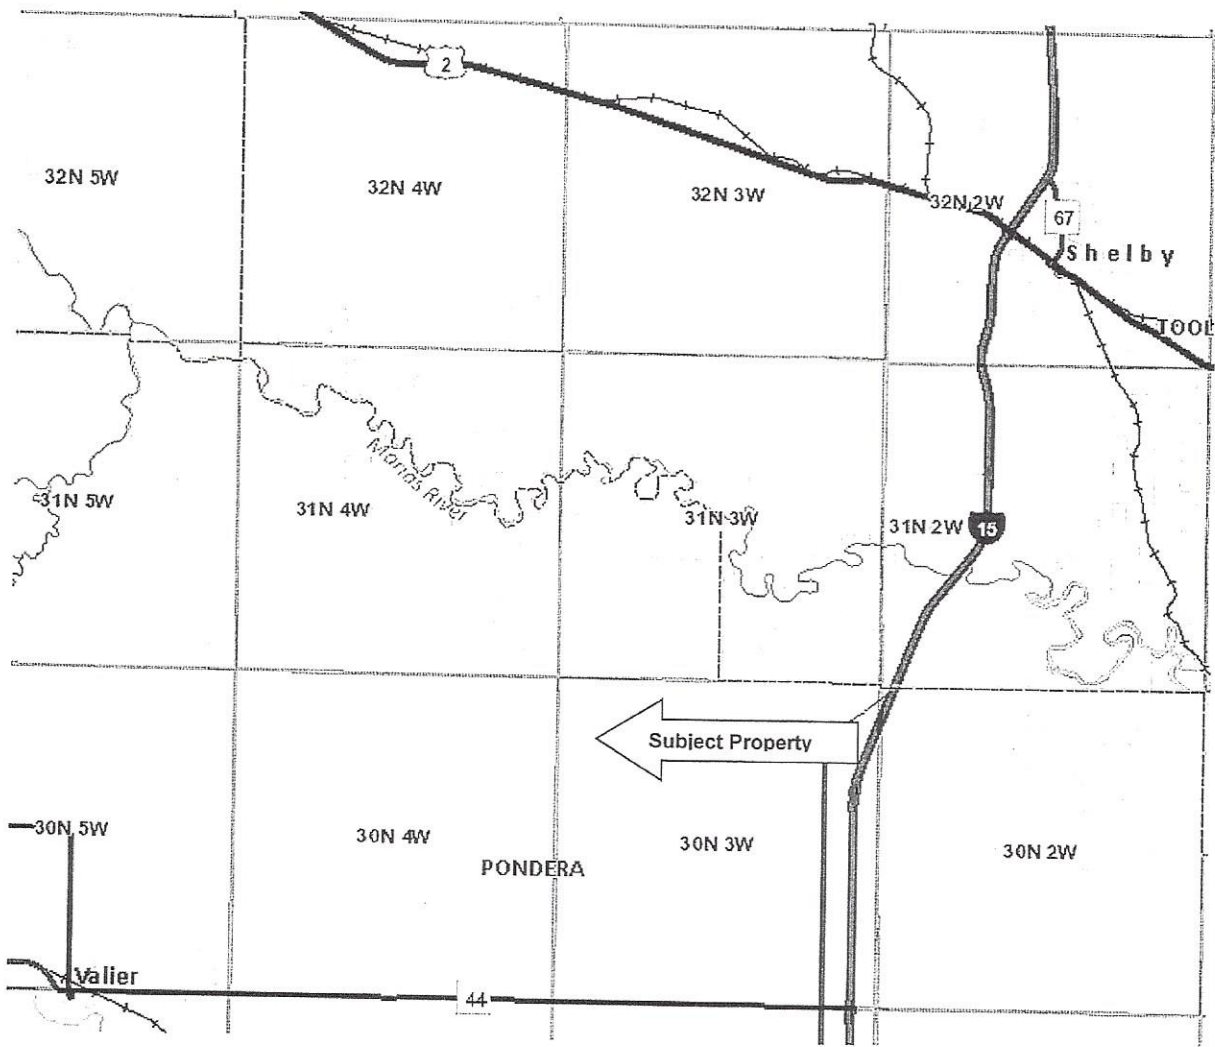 2
32N 5W
32N 4W
32N 3W
32N 2W
67
Shelby
TOOL
Marias River
31N 5W
31N 4W
31N 3W
31N 2W
15
Subject Property
30N 5W
30N 4W
30N 3W
30N 2W
PONDERA
Valier
44